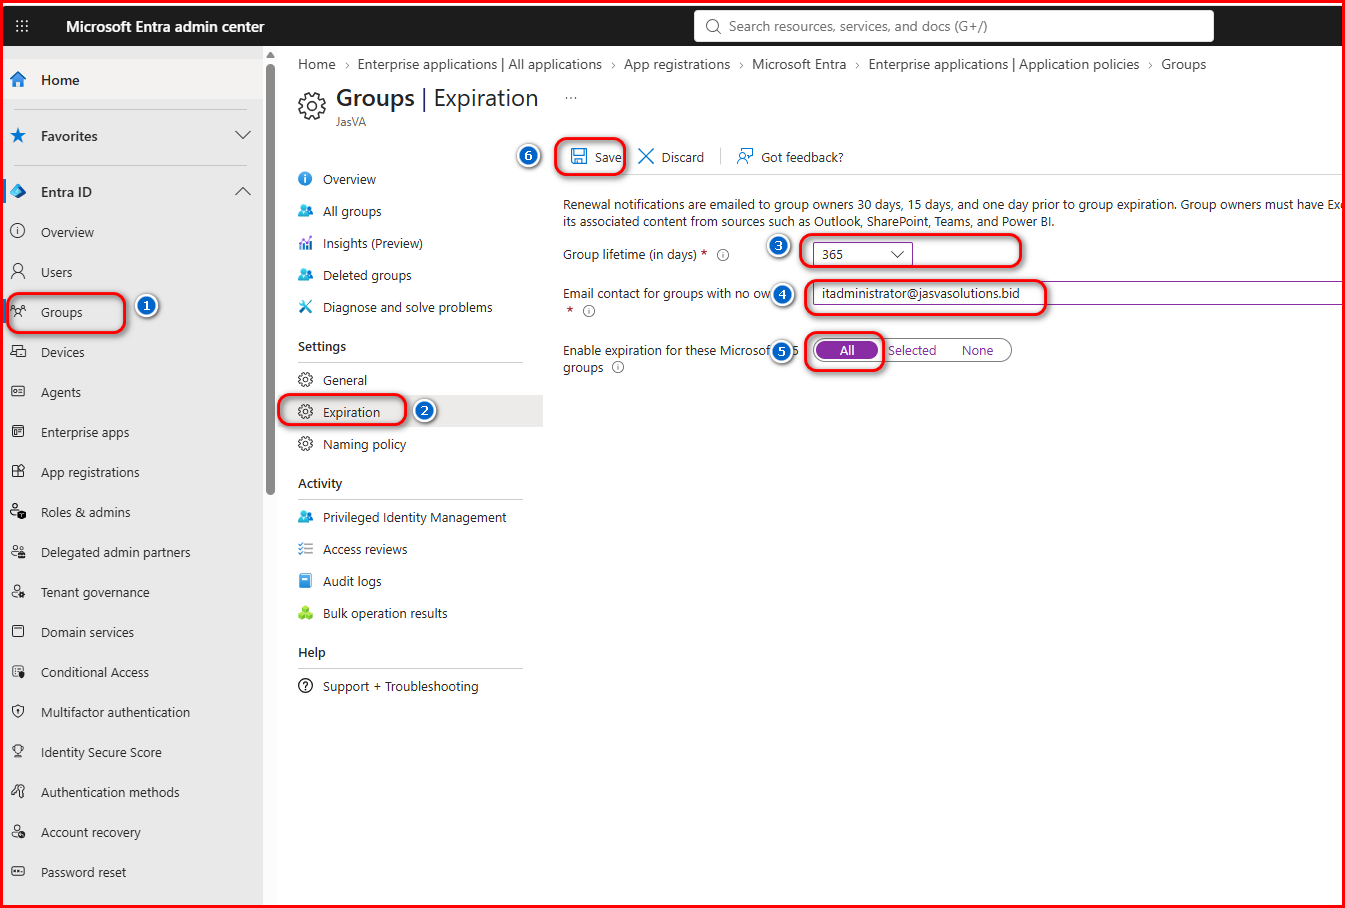 Microsoft Entra admin center
Search resources, services, and docs (G+/)
Home
Favorites
Entra ID
Overview
Users
Groups
1
Devices
Agents
Enterprise apps
App registrations
Roles & admins
Delegated admin partners
Tenant governance
Domain services
Conditional Access
Multifactor authentication
Identity Secure Score
Authentication methods
Account recovery
Password reset
Home > Enterprise applications | All applications > App registrations > Microsoft Entra > Enterprise applications | Application policies > Groups
Groups | Expiration ...
JasVA
Overview
All groups
Insights (Preview)
Deleted groups
Diagnose and solve problems
Settings
General
Expiration
2
Naming policy
Activity
Privileged Identity Management
Access reviews
Audit logs
Bulk operation results
Help
Support + Troubleshooting
6
Save
Discard
Got feedback?
Renewal notifications are emailed to group owners 30 days, 15 days, and one day prior to group expiration. Group owners must have
its associated content from sources such as Outlook, SharePoint, Teams, and Power BI.
Group lifetime (in days) *
3
365
Email contact for groups with no
*
4
itadministrator@jasvasolutions.bid
Enable expiration for these
groups
5
All
Selected
None